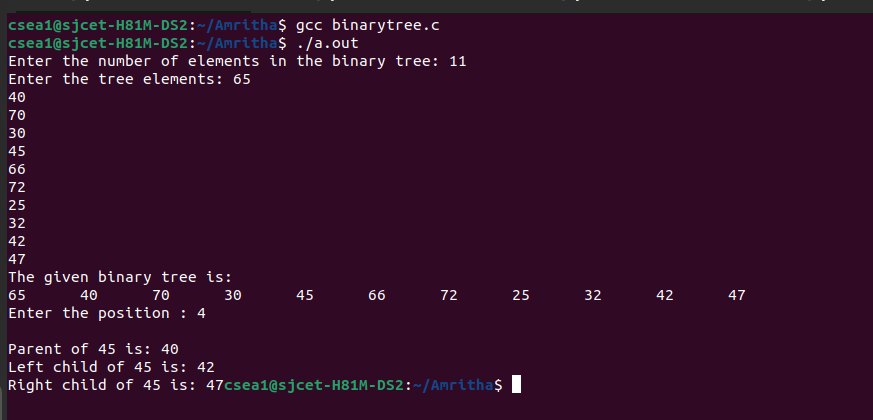 csea1@sjcet-H81M-DS2:~/Amritha$ gcc binarytree.c
csea1@sjcet-H81M-DS2:~/Amritha$ ./a.out
Enter the number of elements in the binary tree: 11
Enter the tree elements: 65
40
70
30
45
66
72
25
32
42
47
The given binary tree is:
65 40 70 30 45 66 72 25 32 42 47
Enter the position : 4
Parent of 45 is: 40
Left child of 45 is: 42
Right child of 45 is: 47csea1@sjcet-H81M-DS2:~/Amritha$